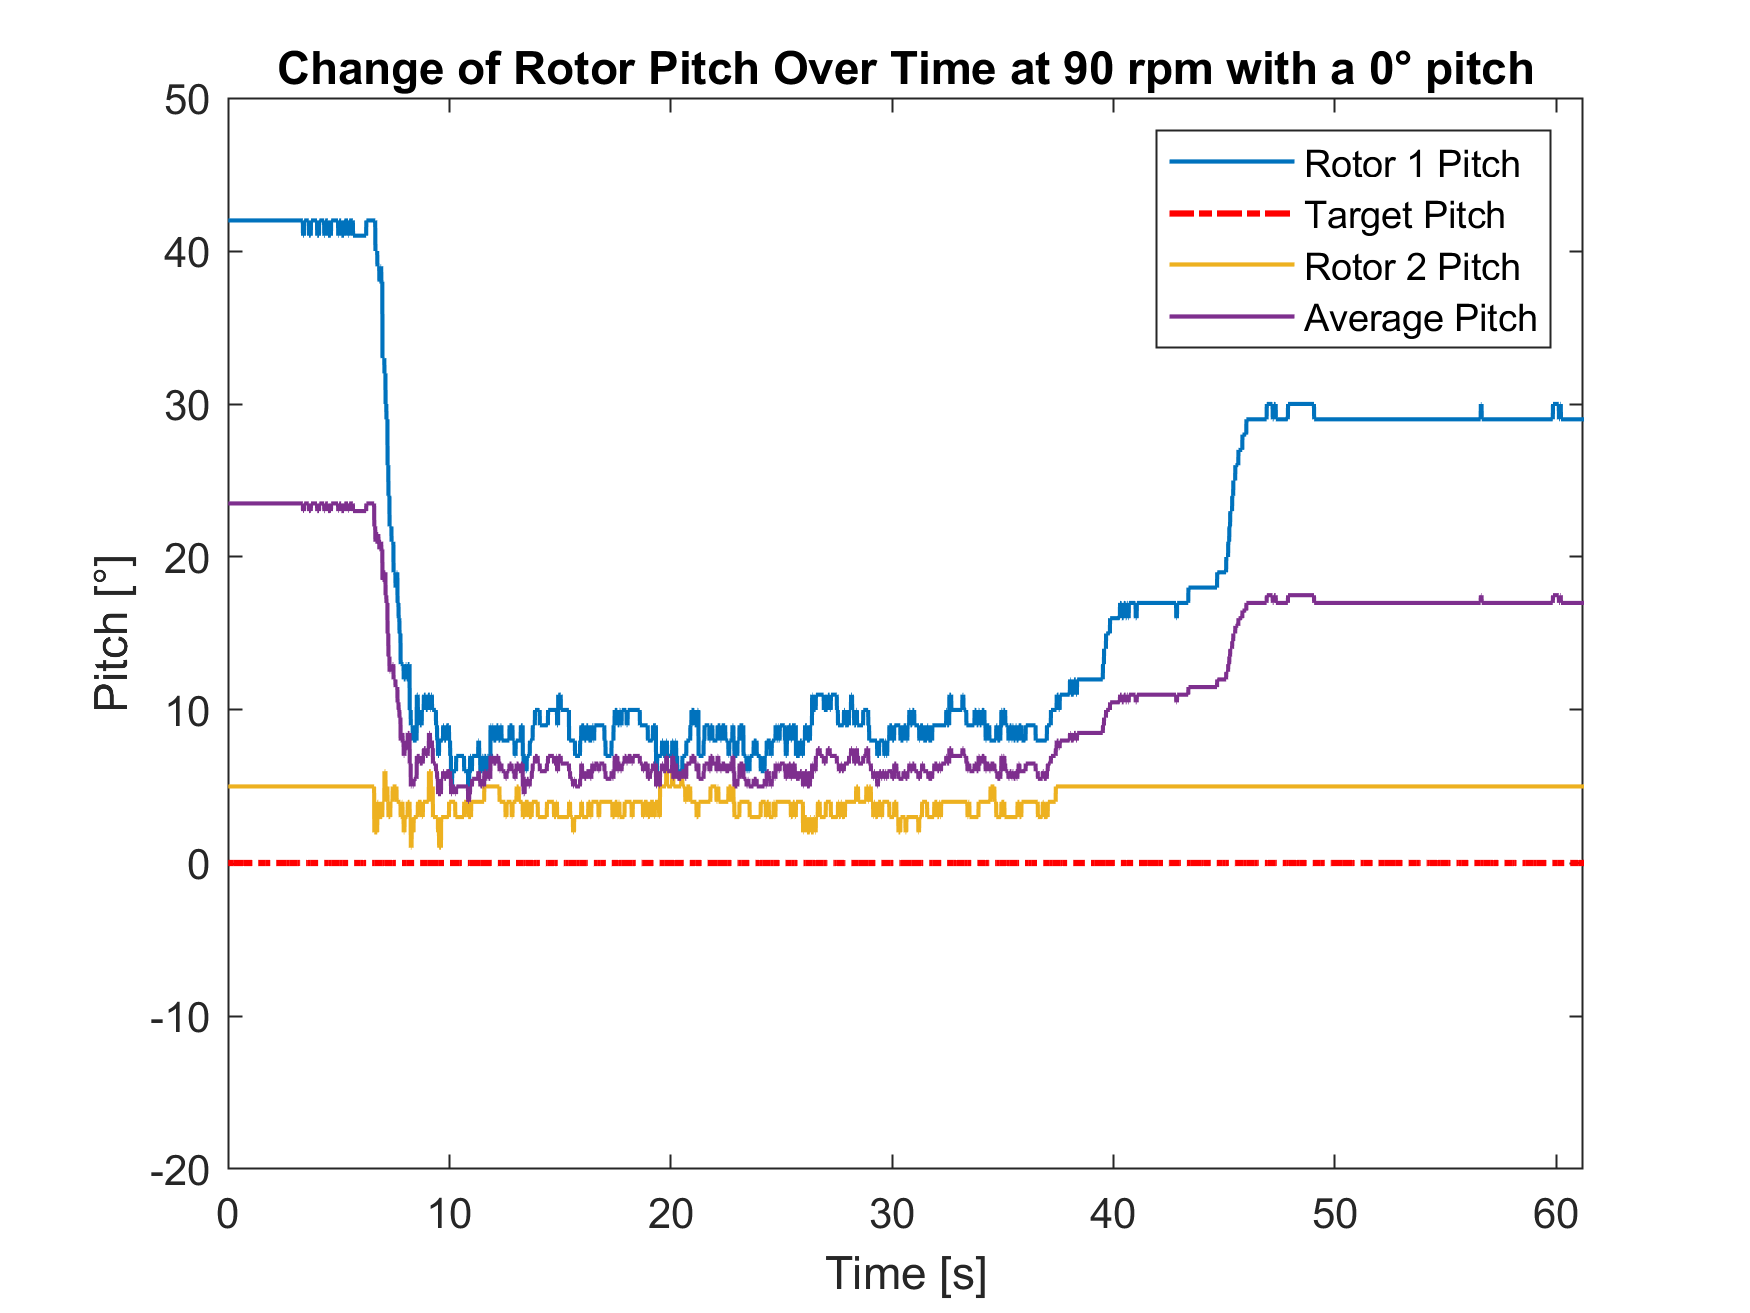 Change of Rotor Pitch Over Time at 90 rpm with a 0° pitch
50
40
30
20
10
0
-10
-20
Pitch [°]
Rotor 1 Pitch
Target Pitch
Rotor 2 Pitch
Average Pitch
0 10 20 30 40 50 60
Time [s]